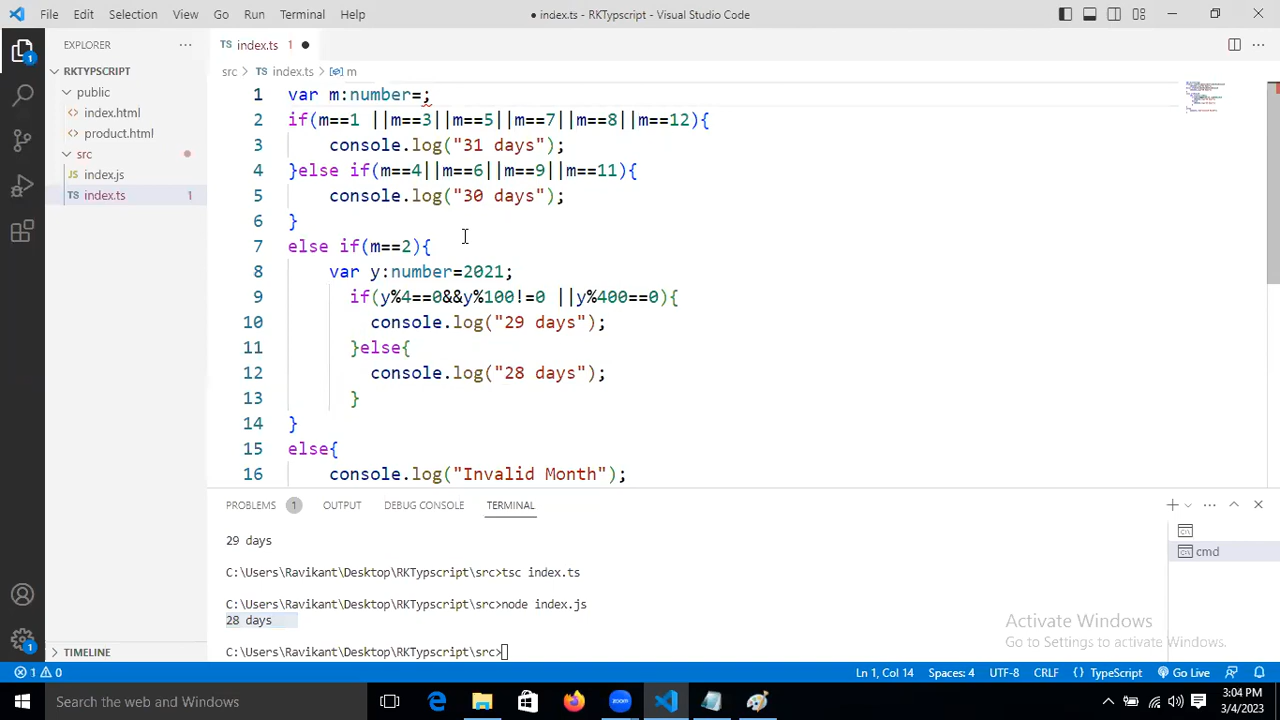 File Edit Selection View Go Run Terminal Help
● index.ts - RKTypscript - Visual Studio Code
EXPLORER ···
TS index.ts 1 ●
RKTYPSCRIPT
src > TS index.ts > m
public
index.html
product.html
src
index.js
index.ts 1
1 var m:number=;
2 if(m==1 ||m==3||m==5||m==7||m==8||m==12){
3 console.log("31 days");
4 }else if(m==4||m==6||m==9||m==11){
5 console.log("30 days");
6 }
7 else if(m==2){
8 var y:number=2021;
9 if(y%4==0&&y%100!=0 ||y%400==0){
10 console.log("29 days");
11 }else{
12 console.log("28 days");
13 }
14 }
15 else{
16 console.log("Invalid Month");
PROBLEMS 1 OUTPUT DEBUG CONSOLE TERMINAL
29 days
C:\Users\Ravikant\Desktop\RKTypscript\src>tsc index.ts
C:\Users\Ravikant\Desktop\RKTypscript\src>node index.js
28 days
C:\Users\Ravikant\Desktop\RKTypscript\src>
cmd
Activate Windows
Go to Settings to activate Windows.
TIMELINE
1 0 Ln 1, Col 14 Spaces: 4 UTF-8 CRLF {} TypeScript Go Live
Search the web and Windows
zoom
3:04 PM
3/4/2023